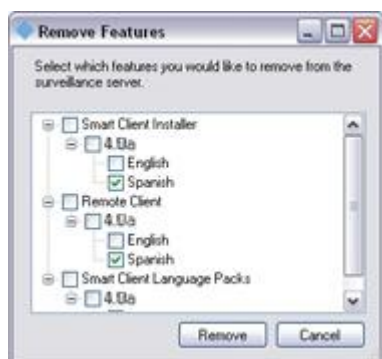 Remove Features
Select which features you would like to remove from the
surveillance server.
Smart Client Installer
4.0a
English
Spanish
Remote Client
4.0a
English
Spanish
Smart Client Language Packs
4.0a
Remove
Cancel